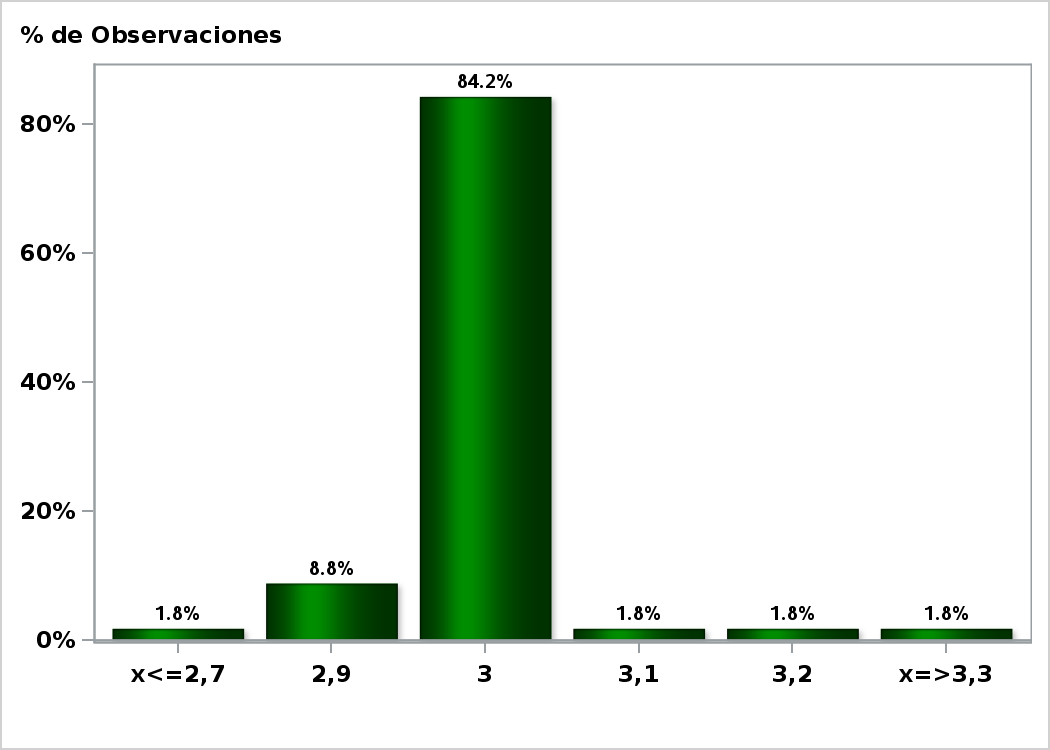 % de Observaciones
84.2%
80%
60%
40%
20%
8.8%
1.8% 1.8% 1.8% 1.8%
0%
x<=2,7 2,9 3 3,1 3,2 x=>3,3